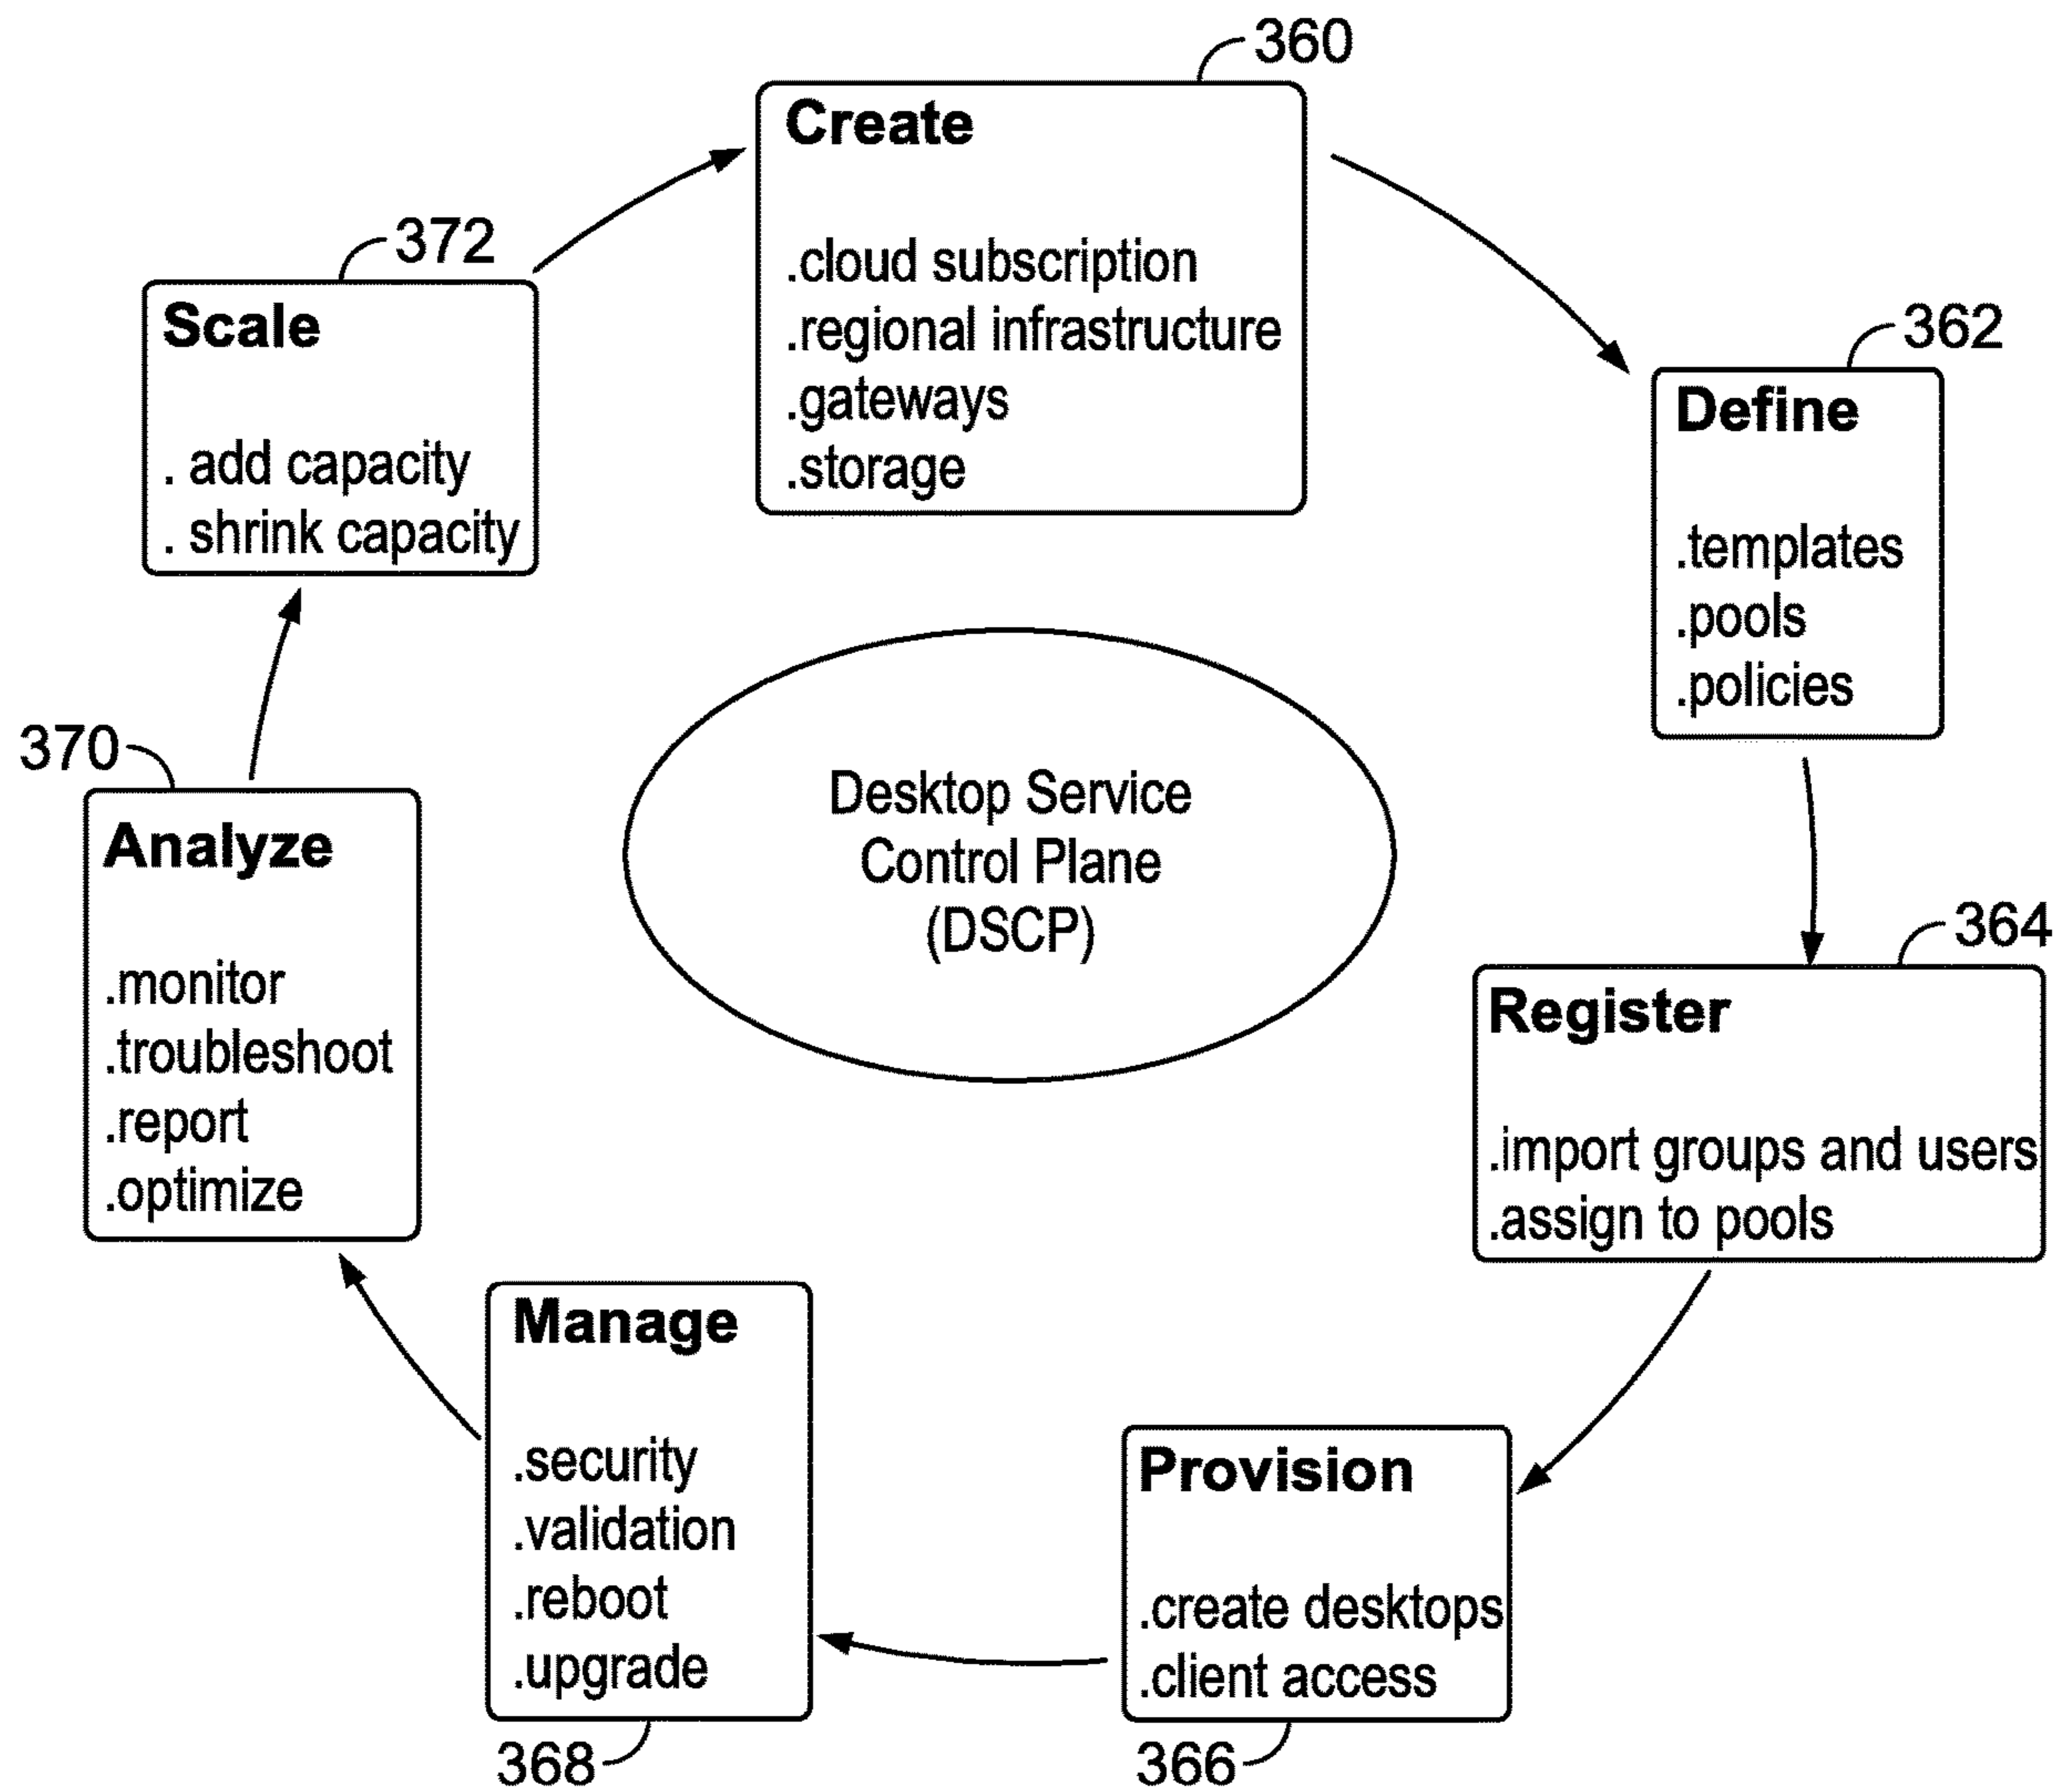 360
Create
.cloud subscription
.regional infrastructure
.gateways
.storage
362
Define
.templates
.pools
.policies
364
Register
.import groups and users
.assign to pools
366
Provision
.create desktops
.client access
368
Manage
.security
.validation
.reboot
.upgrade
370
Analyze
.monitor
.troubleshoot
.report
.optimize
372
Scale
. add capacity
. shrink capacity
Desktop Service
Control Plane
(DSCP)